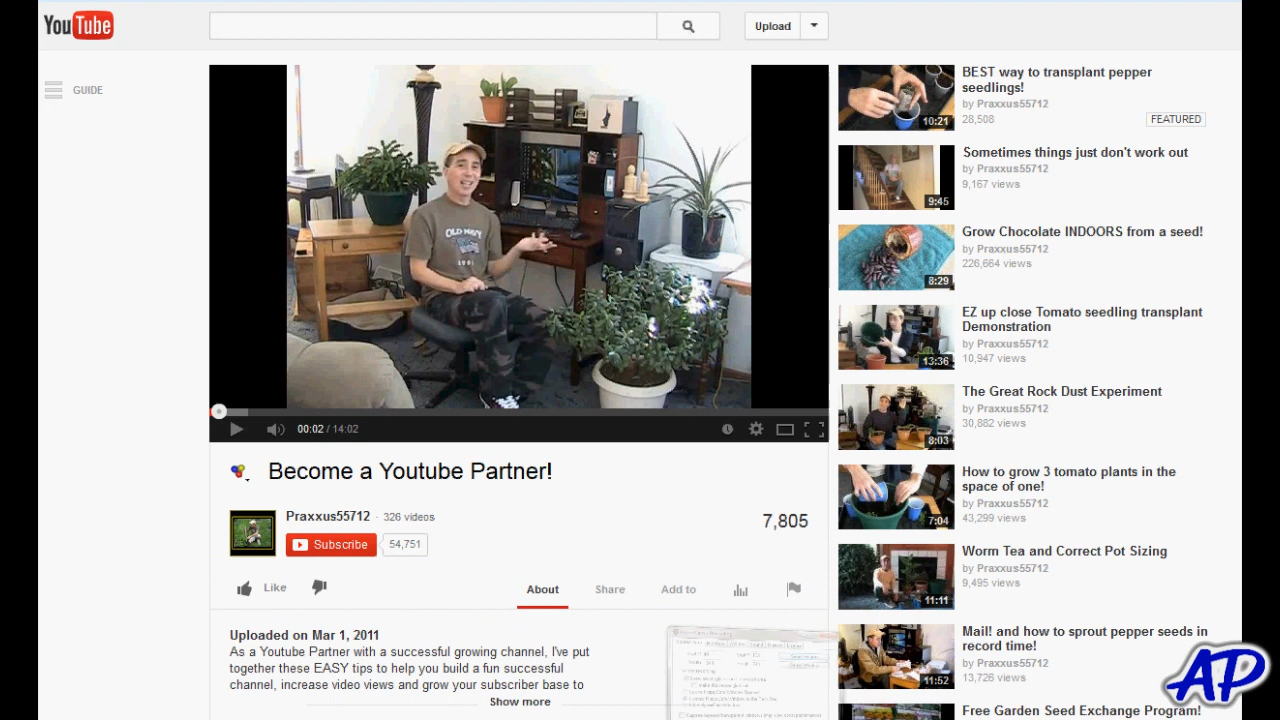 YouTube
Upload
GUIDE
OLD NAVY
00:02 / 14:02
Become a Youtube Partner!
Praxxus55712 · 326 videos
7,805
Subscribe
54,751
Like
About
Share
Add to
Uploaded on Mar 1, 2011
As a Youtube Partner with a successful growing channel, I've put
together these EASY tips to help you build a fun successful
channel, increase video views and grow your subscriber base to
Show more
10:21
BEST way to transplant pepper
seedlings!
by Praxxus55712
28,508
FEATURED
9:45
Sometimes things just don't work out
by Praxxus55712
9,167 views
8:29
Grow Chocolate INDOORS from a seed!
by Praxxus55712
226,664 views
13:36
EZ up close Tomato seedling transplant
Demonstration
by Praxxus55712
10,947 views
8:03
The Great Rock Dust Experiment
by Praxxus55712
30,882 views
7:04
How to grow 3 tomato plants in the
space of one!
by Praxxus55712
43,299 views
11:11
Worm Tea and Correct Pot Sizing
by Praxxus55712
9,495 views
11:52
Mail! and how to sprout pepper seeds in
record time!
by Praxxus55712
13,726 views
Free Garden Seed Exchange Program!
AP